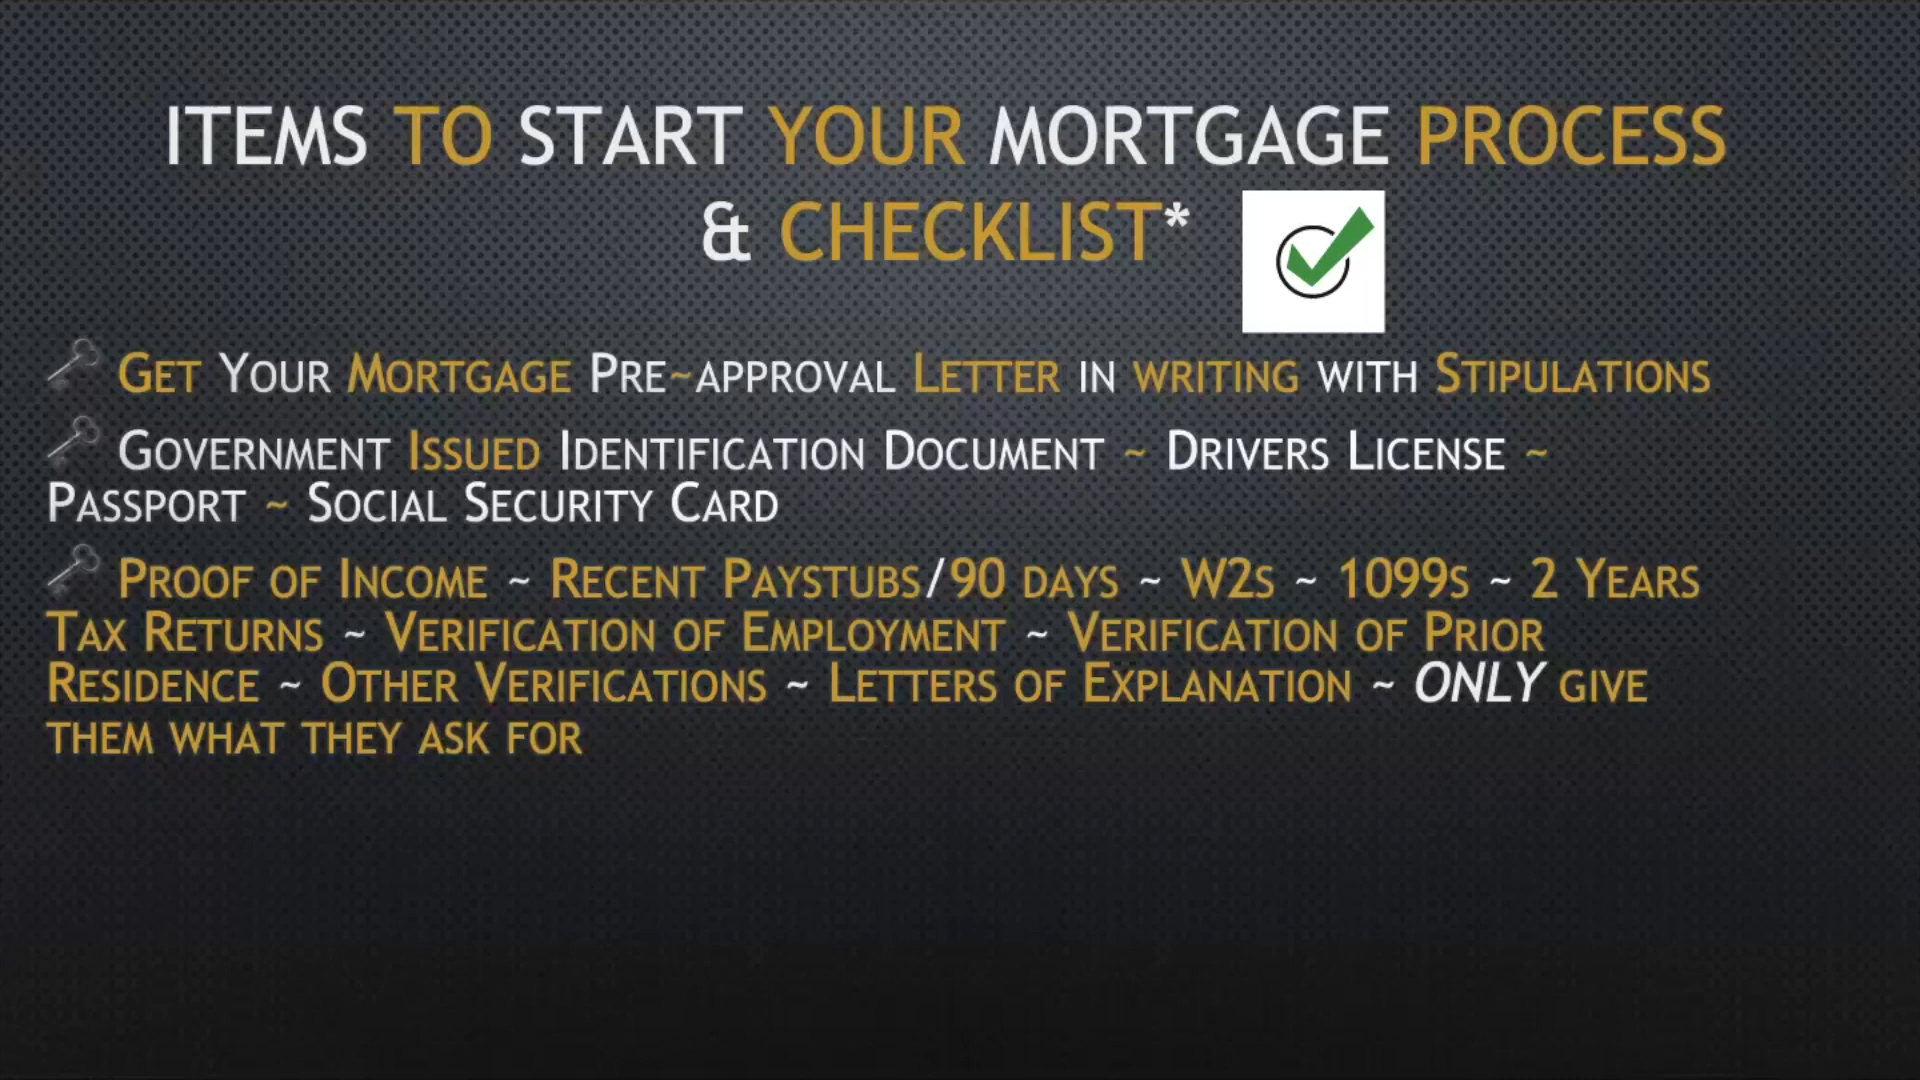 ITEMS TO START YOUR MORTGAGE PROCESS
& CHECKLIST*
GET YOUR MORTGAGE PRE~APPROVAL LETTER IN WRITING WITH STIPULATIONS
GOVERNMENT ISSUED IDENTIFICATION DOCUMENT ~ DRIVERS LICENSE ~
PASSPORT ~ SOCIAL SECURITY CARD
PROOF OF INCOME ~ RECENT PAYSTUBS/90 DAYS ~ W2S ~ 1099S ~ 2 YEARS
TAX RETURNS ~ VERIFICATION OF EMPLOYMENT ~ VERIFICATION OF PRIOR
RESIDENCE ~ OTHER VERIFICATIONS ~ LETTERS OF EXPLANATION ~ ONLY GIVE
THEM WHAT THEY ASK FOR